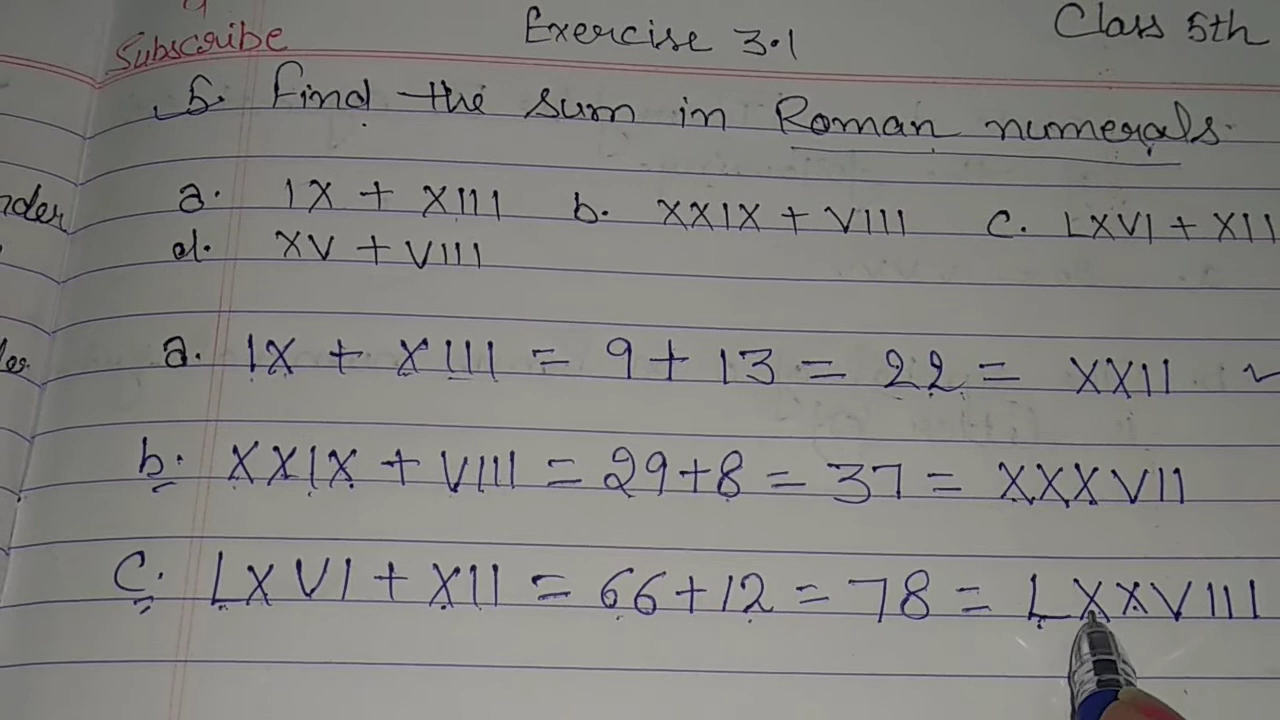 Subscribe Exercise 3.1 Class 5th
5. Find the sum in Roman numerals.
a. IX + XIII b. XXIX + VIII c. LXVI + XII
d. XV + VIII
a. IX + XIII = 9 + 13 = 22 = XXII
b. XXIX + VIII = 29 + 8 = 37 = XXXVII
c. LXVI + XII = 66 + 12 = 78 = LXXVIII